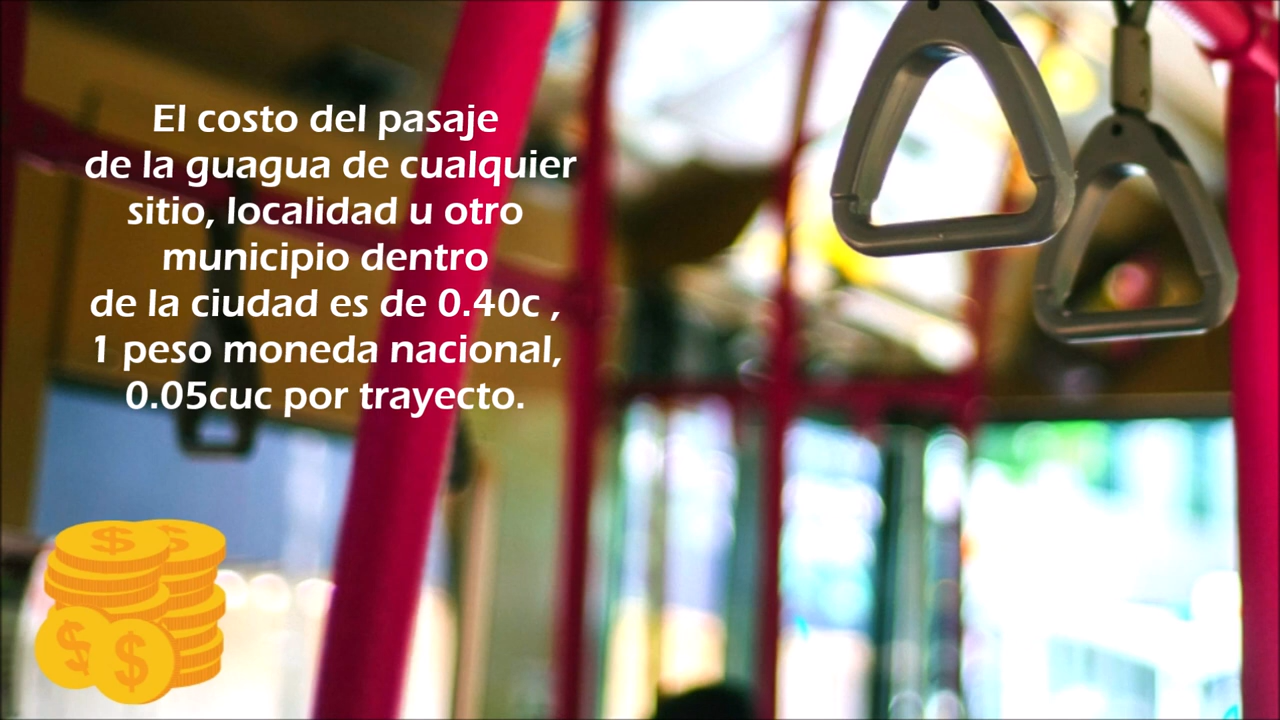 El costo del pasaje
de la guagua de cualquier
sitio, localidad u otro
municipio dentro
de la ciudad es de 0.40c ,
1 peso moneda nacional,
0.05cuc por trayecto.